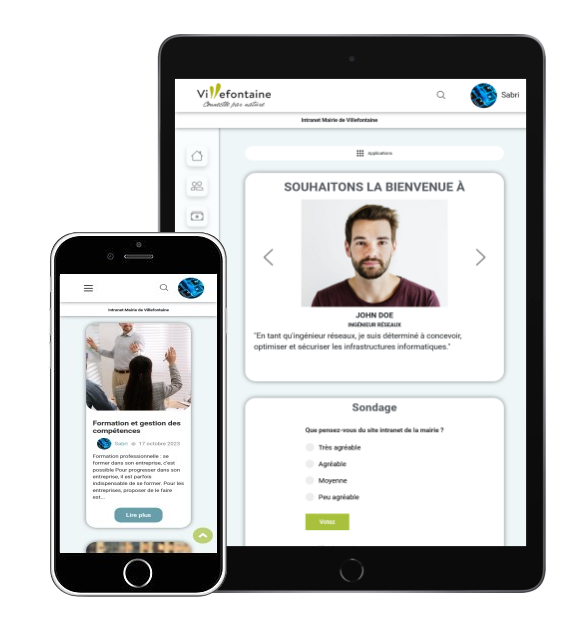 Villefontaine
Connectée par nature
Sabri
Intranet Mairie de Villefontaine
Applications
SOUHAITONS LA BIENVENUE À
JOHN DOE
INGÉNIEUR RÉSEAUX
"En tant qu'ingénieur réseaux, je suis déterminé à concevoir,
optimiser et sécuriser les infrastructures informatiques."
Sondage
Que pensez-vous du site intranet de la mairie ?
Très agréable
Agréable
Moyenne
Peu agréable
Votez
Intranet Mairie de Villefontaine
Formation et gestion des
compétences
Sabri
17 octobre 2023
Formation professionnelle : se
former dans son entreprise, c'est
possible Pour progresser dans son
entreprise, il est parfois
indispensable de se former. Pour les
entreprises, proposer de le faire
est...
Lire plus